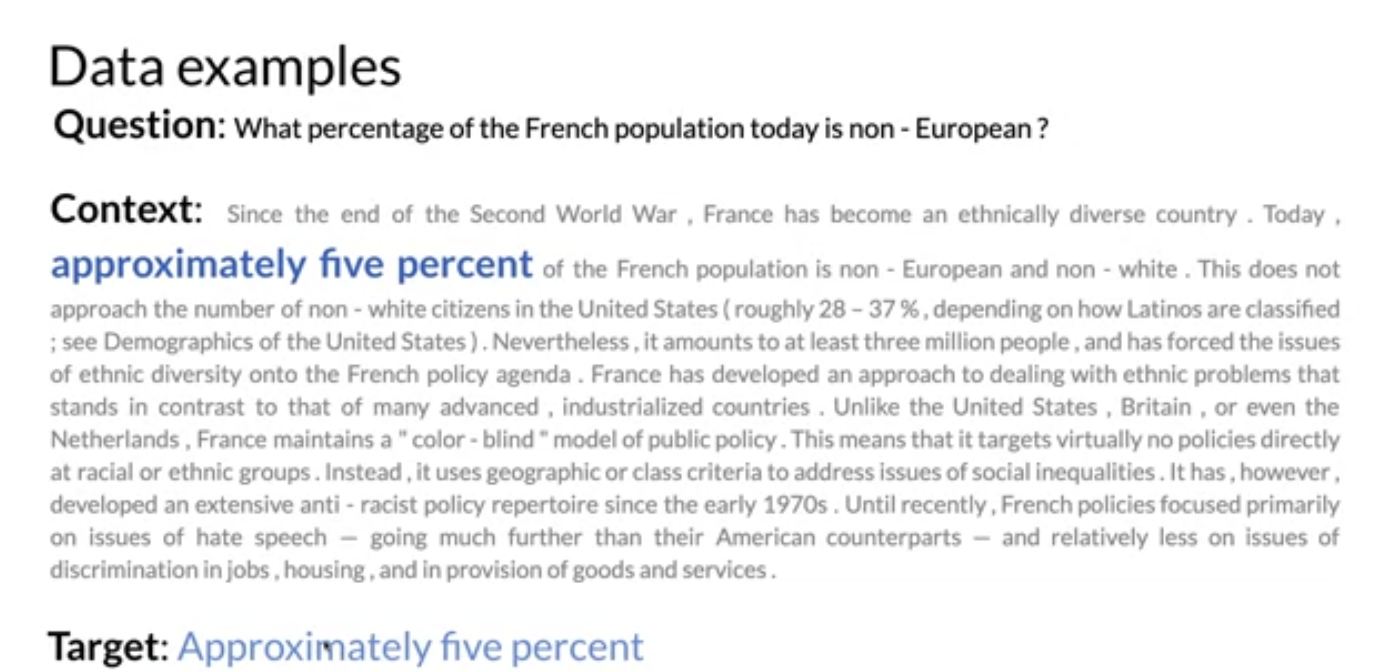 Data examples
Question: What percentage of the French population today is non - European ?
Context: Since the end of the Second World War , France has become an ethnically diverse country . Today ,
approximately five percent of the French population is non - European and non - white . This does not
approach the number of non - white citizens in the United States ( roughly 28 – 37 % , depending on how Latinos are classified
; see Demographics of the United States ) . Nevertheless , it amounts to at least three million people , and has forced the issues
of ethnic diversity onto the French policy agenda . France has developed an approach to dealing with ethnic problems that
stands in contrast to that of many advanced , industrialized countries . Unlike the United States , Britain , or even the
Netherlands , France maintains a " color - blind " model of public policy . This means that it targets virtually no policies directly
at racial or ethnic groups . Instead , it uses geographic or class criteria to address issues of social inequalities . It has , however ,
developed an extensive anti - racist policy repertoire since the early 1970s . Until recently , French policies focused primarily
on issues of hate speech — going much further than their American counterparts — and relatively less on issues of
discrimination in jobs , housing , and in provision of goods and services .
Target: Approximately five percent